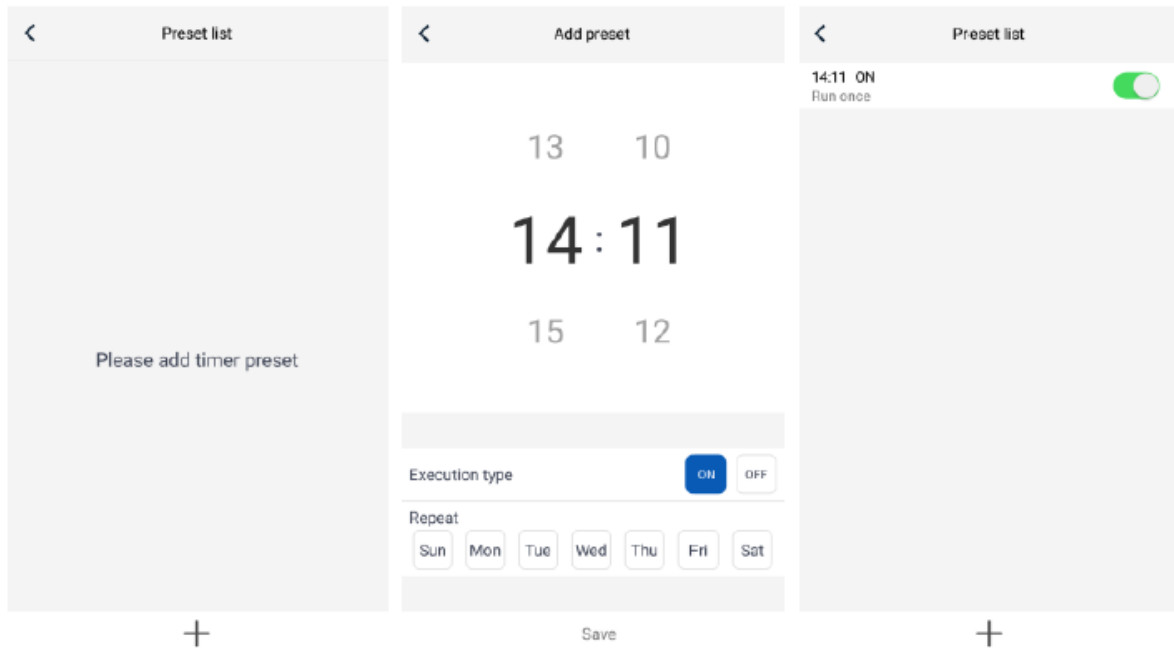 Preset list
Please add timer preset
Add preset
13 10
14 : 11
15 12
Execution type ON OFF
Repeat
Sun Mon Tue Wed Thu Fri Sat
Save
Preset list
14:11 ON
Run once